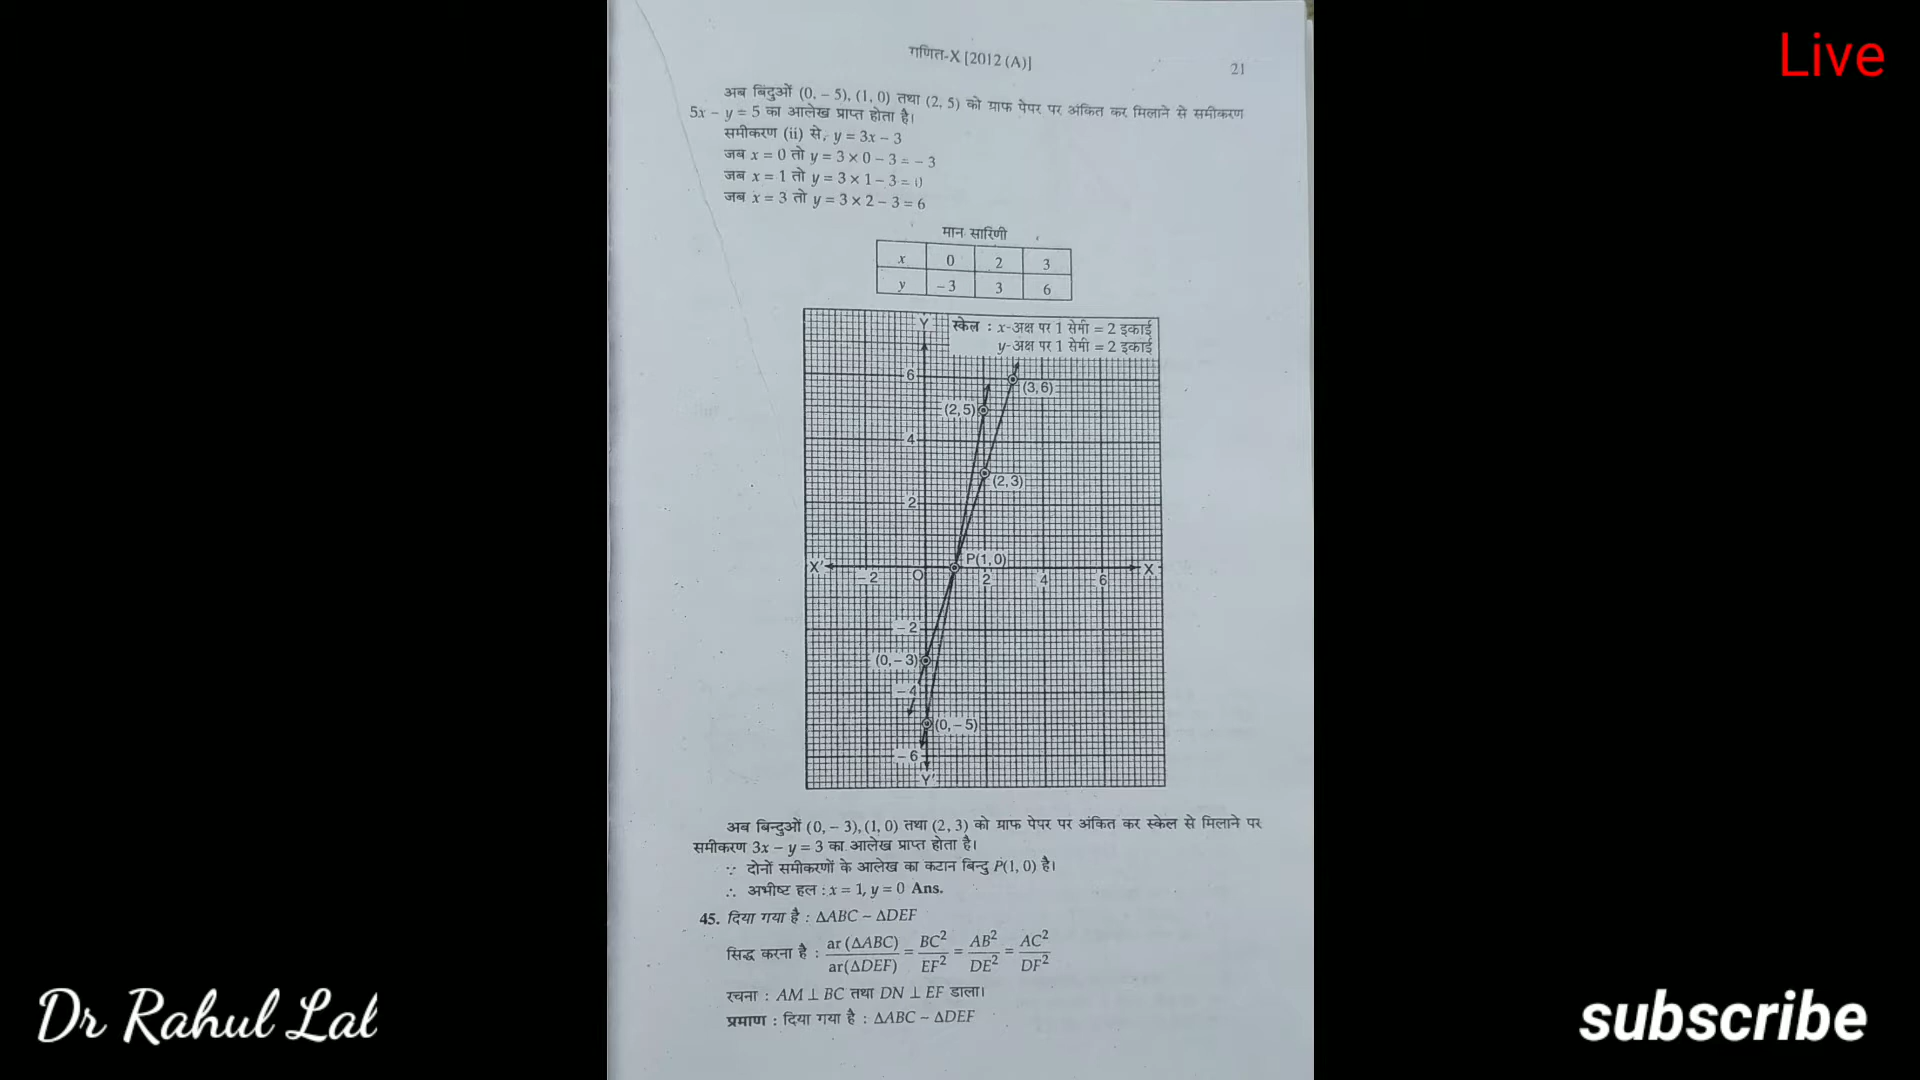 Live
गणित-X [2012 (A)]
21
अब बिंदुओं (0, – 5), (1, 0) तथा (2, 5) को ग्राफ पेपर पर अंकित कर मिलाने से समीकरण
5x – y = 5 का आलेख प्राप्त होता है।
समीकरण (ii) से, y = 3x – 3
जब x = 0 तो y = 3 × 0 – 3 = – 3
जब x = 1 तो y = 3 × 1 – 3 = 0
जब x = 3 तो y = 3 × 2 – 3 = 6
मान सारिणी
x 0 2 3
y – 3 3 6
Y
स्केल : x-अक्ष पर 1 सेमी = 2 इकाई
y-अक्ष पर 1 सेमी = 2 इकाई
6
(3, 6)
(2, 5)
4
(2, 3)
2
P(1, 0)
X′ – 2 O 2 4 6 X
– 2
(0, – 3)
– 4
(0, – 5)
– 6
Y′
अब बिन्दुओं (0, – 3), (1, 0) तथा (2, 3) को ग्राफ पेपर पर अंकित कर स्केल से मिलाने पर
समीकरण 3x – y = 3 का आलेख प्राप्त होता है।
∵ दोनों समीकरणों के आलेख का कटान बिन्दु P(1, 0) है।
∴ अभीष्ट हल : x = 1, y = 0 Ans.
45. दिया गया है : ΔABC ~ ΔDEF
सिद्ध करना है : ar (ΔABC)/ar(ΔDEF) = BC²/EF² = AB²/DE² = AC²/DF²
रचना : AM ⊥ BC तथा DN ⊥ EF डाला।
प्रमाण : दिया गया है : ΔABC ~ ΔDEF
Dr Rahul Lal
subscribe